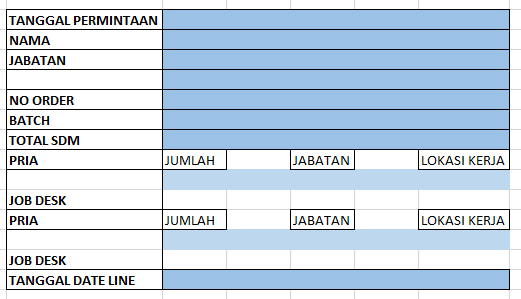 TANGGAL PERMINTAAN
NAMA
JABATAN
NO ORDER
BATCH
TOTAL SDM
PRIA JUMLAH JABATAN LOKASI KERJA
JOB DESK
PRIA JUMLAH JABATAN LOKASI KERJA
JOB DESK
TANGGAL DATE LINE